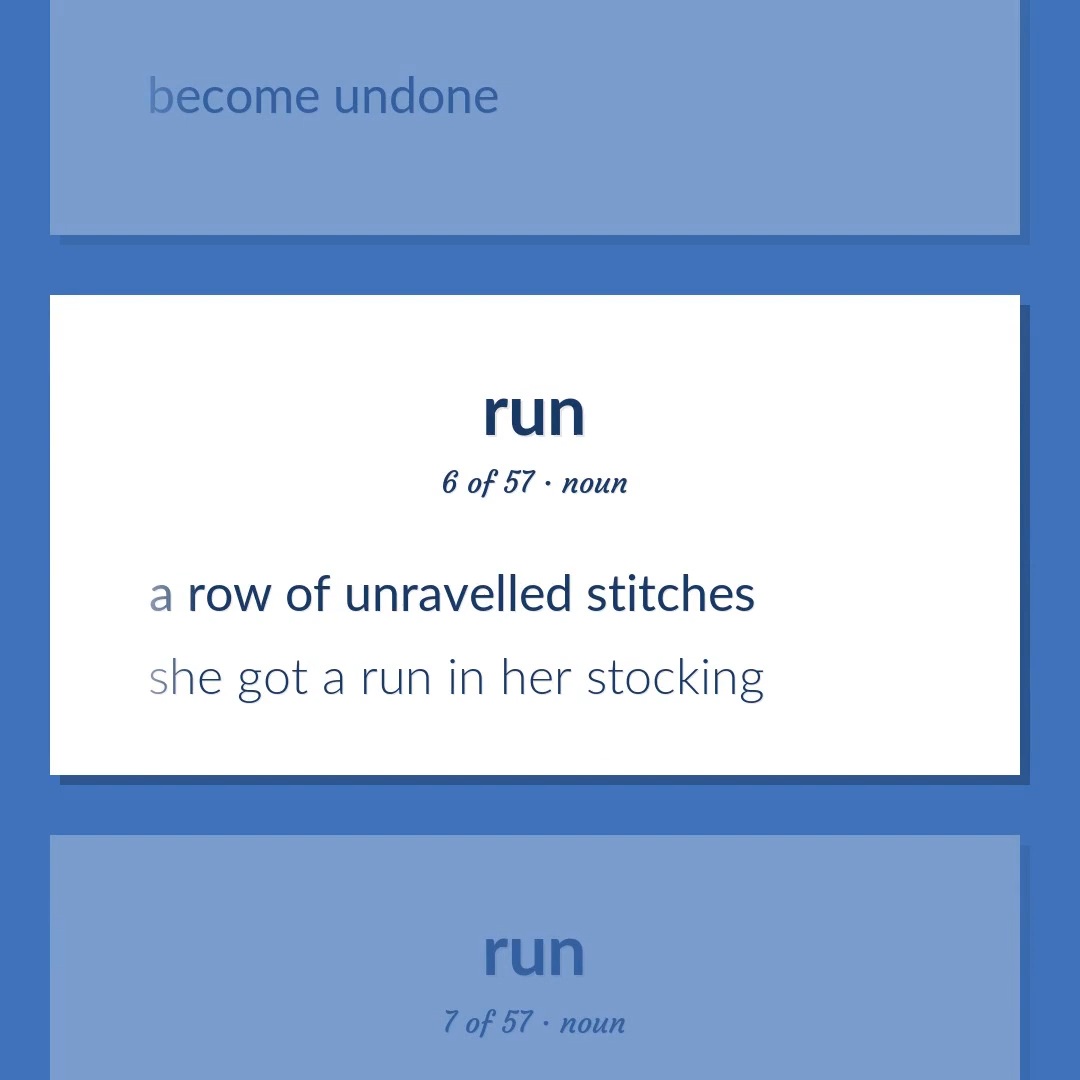 become undone
run
6 of 57 · noun
a row of unravelled stitches
she got a run in her stocking
run
7 of 57 · noun